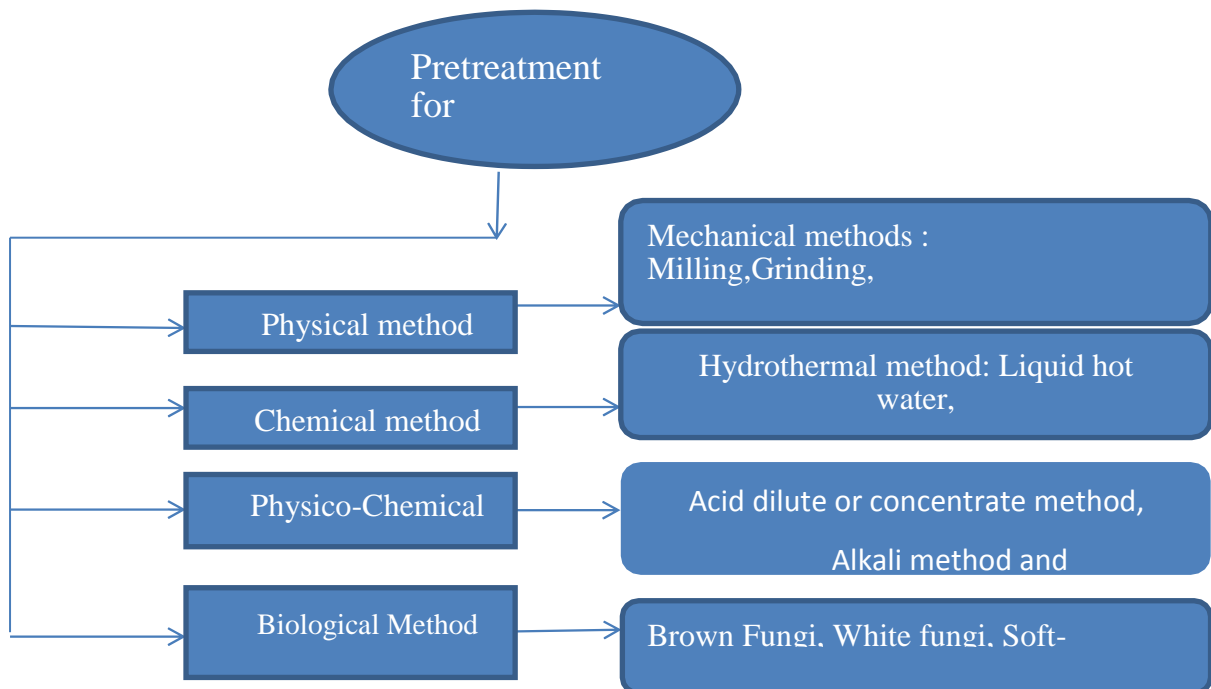 Pretreatment
for
Physical method
Mechanical methods :
Milling,Grinding,
Chemical method
Hydrothermal method: Liquid hot
water,
Physico-Chemical
Acid dilute or concentrate method,
Alkali method and
Biological Method
Brown Fungi, White fungi, Soft-